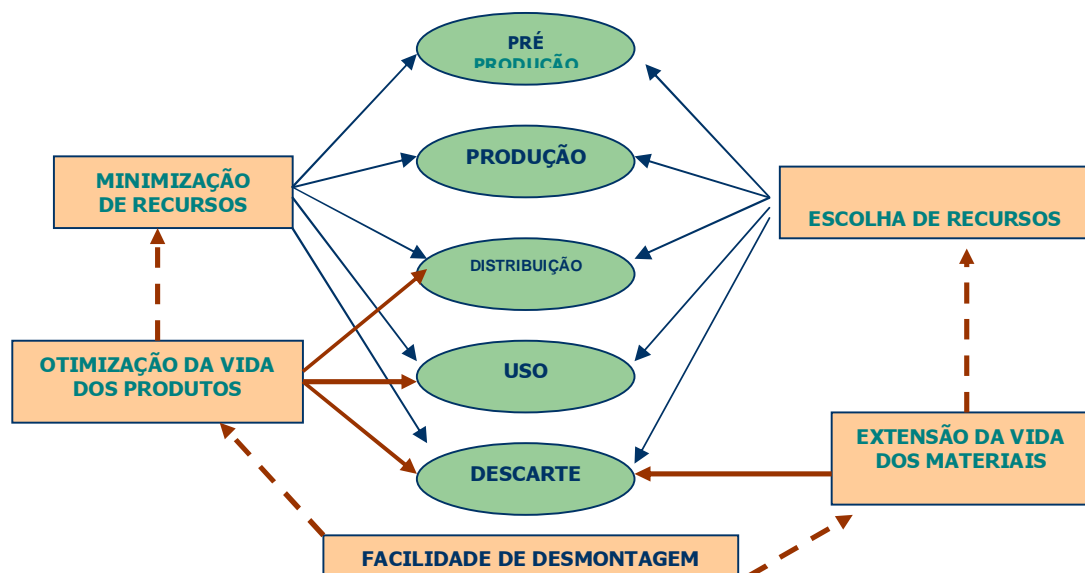 PRÉ
PRODUÇÃO
PRODUÇÃO
MINIMIZAÇÃO
DE RECURSOS
ESCOLHA DE RECURSOS
DISTRIBUIÇÃO
OTIMIZAÇÃO DA VIDA
DOS PRODUTOS
USO
EXTENSÃO DA VIDA
DOS MATERIAIS
DESCARTE
FACILIDADE DE DESMONTAGEM